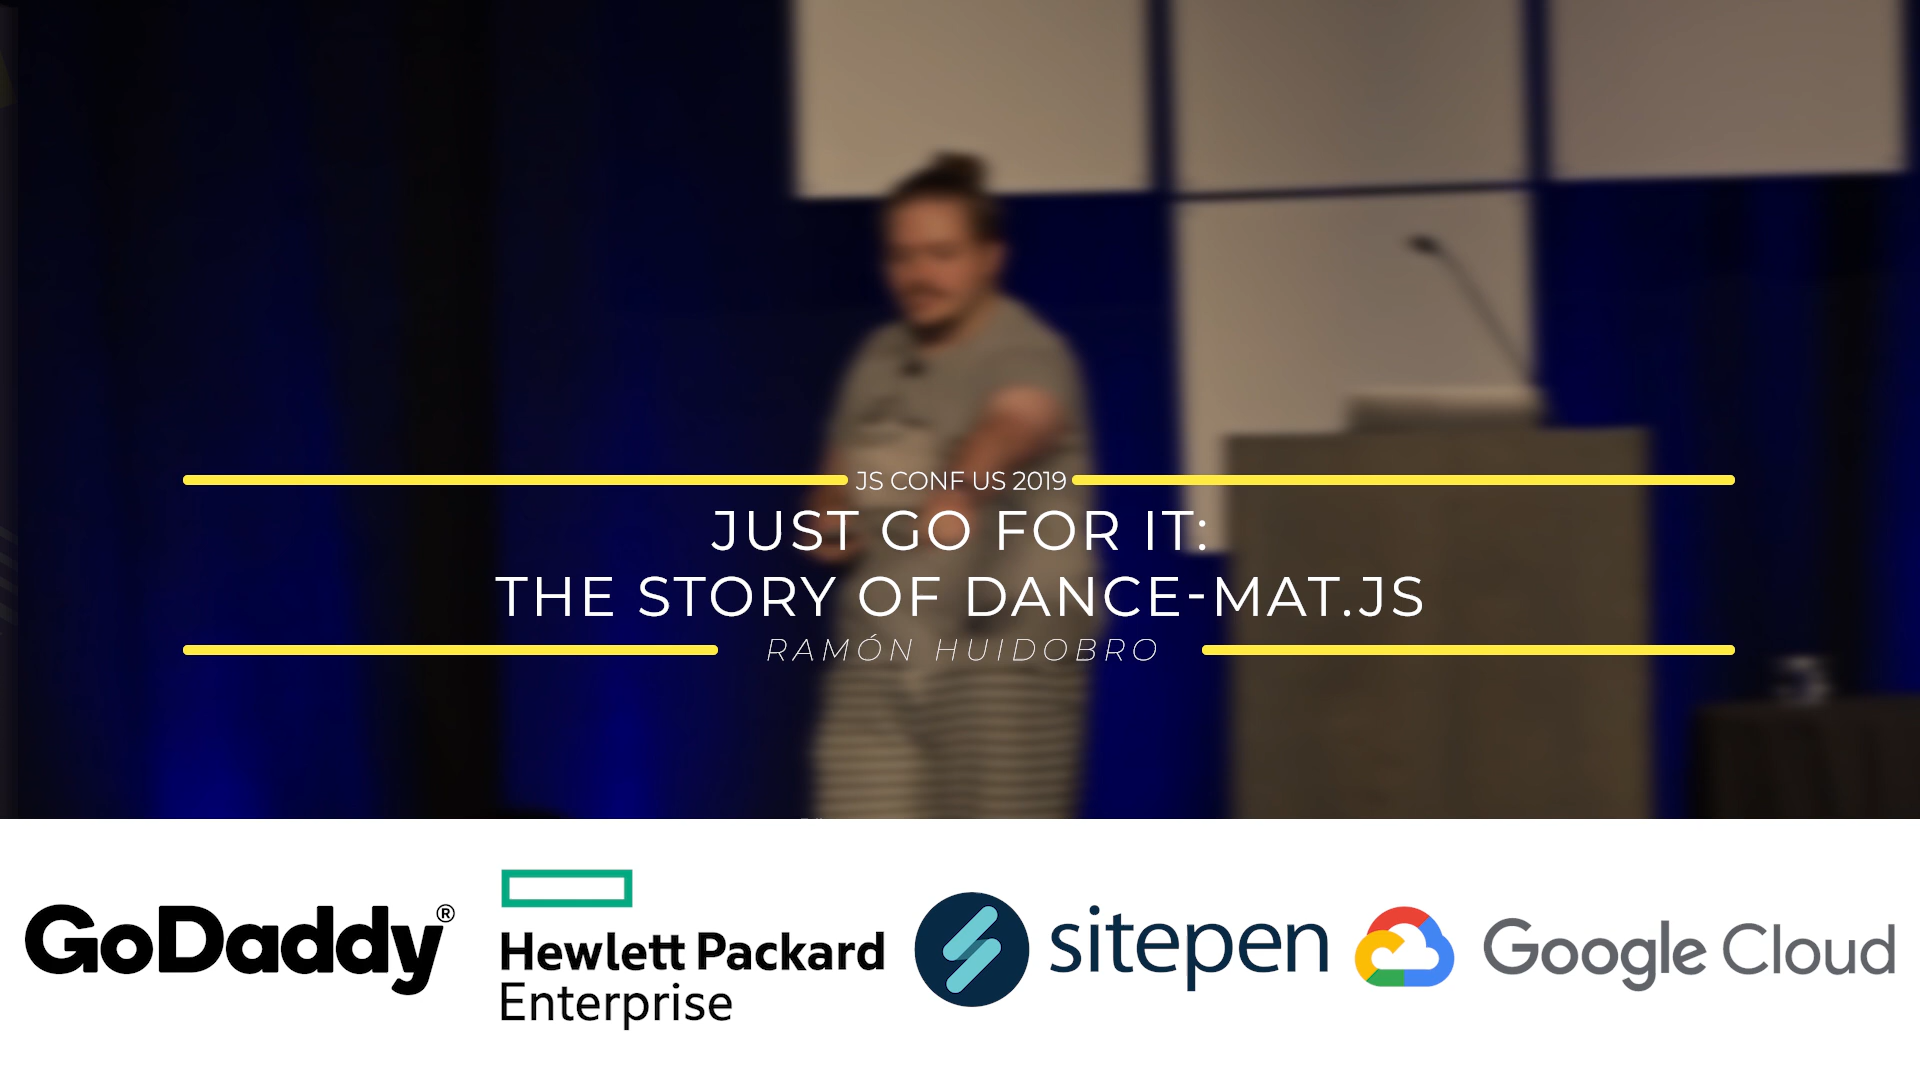 JS CONF US 2019
JUST GO FOR IT:
THE STORY OF DANCE-MAT.JS
RAMÓN HUIDOBRO
GoDaddy®
Hewlett Packard
Enterprise
sitepen
Google Cloud